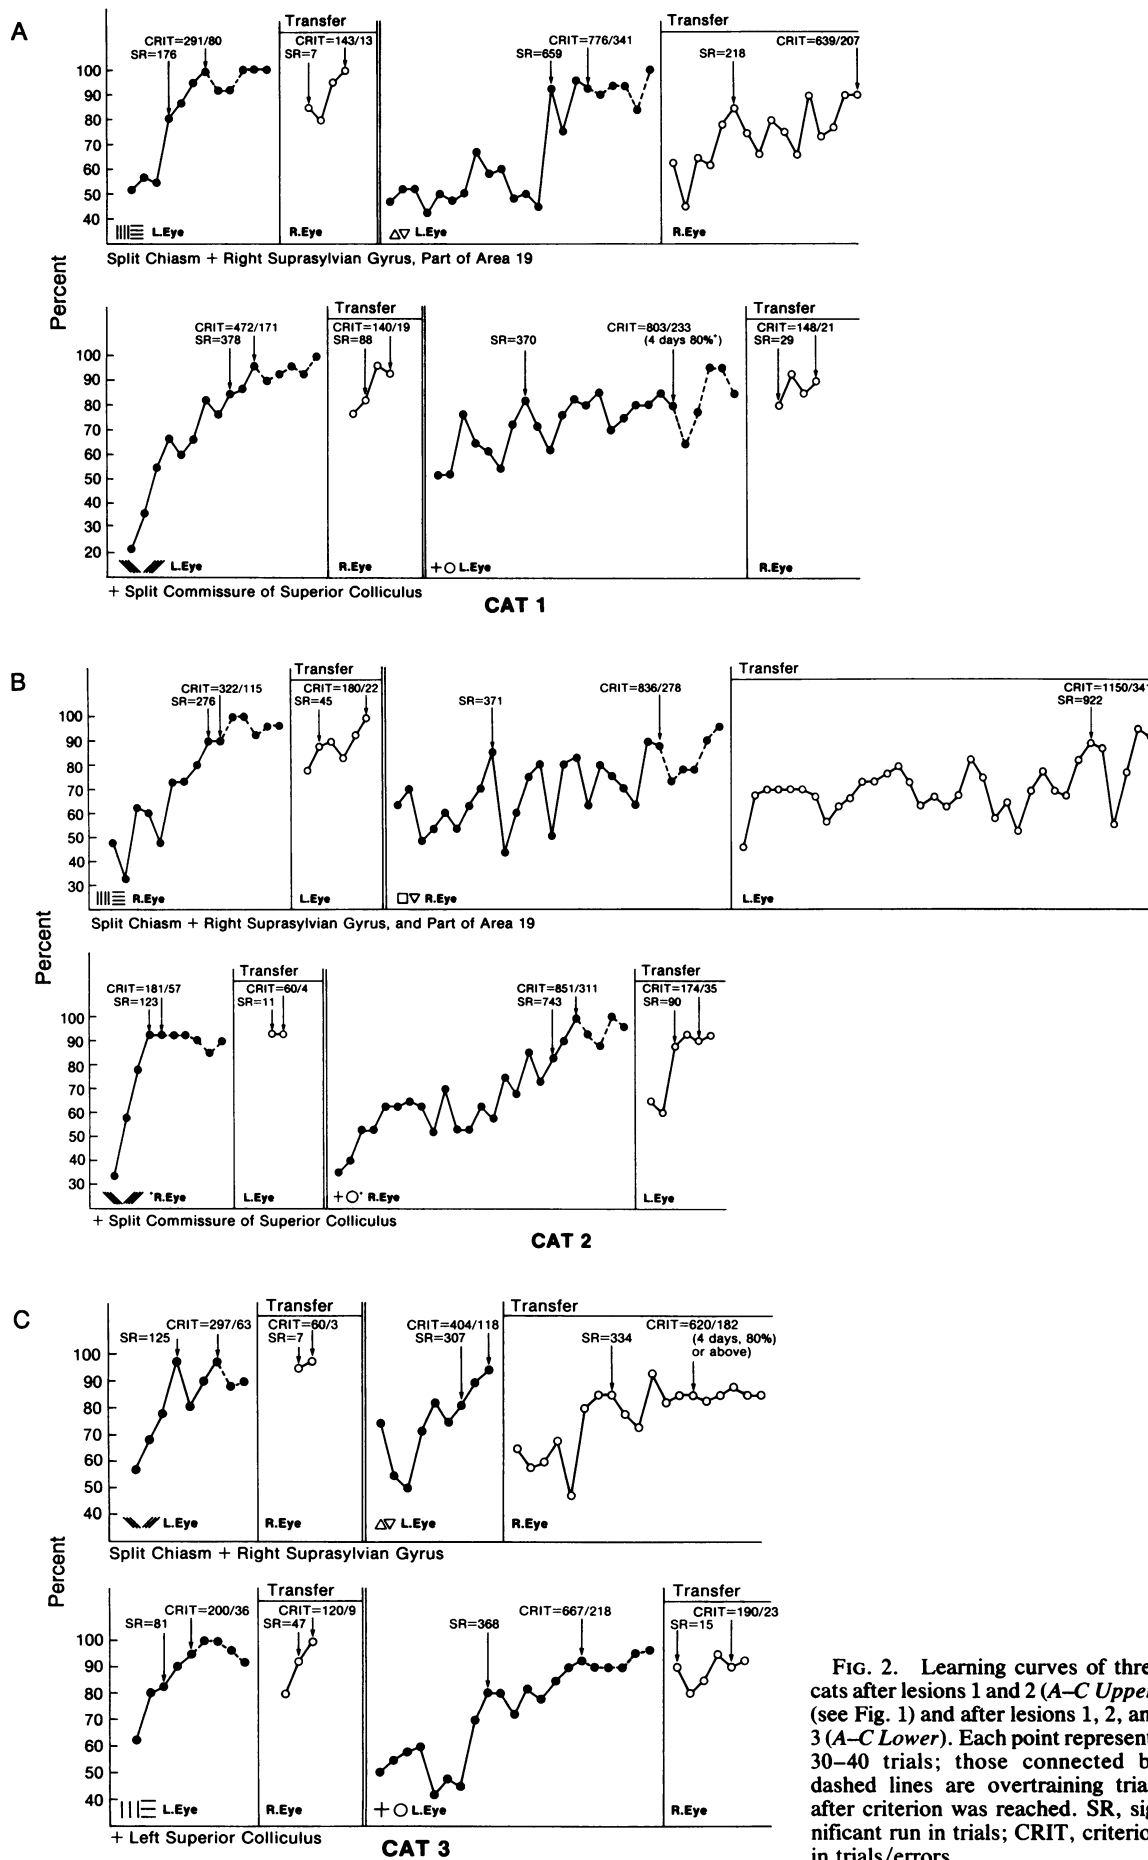 A
Transfer
Transfer
CRIT=291/80
SR=176
CRIT=143/13
SR=7
CRIT=776/341
SR=659
CRIT=639/207
SR=218
100
90
80
70
60
50
40
L.Eye
R.Eye
△▽ L.Eye
R.Eye
Split Chiasm + Right Suprasylvian Gyrus, Part of Area 19
Percent
Transfer
Transfer
CRIT=472/171
SR=378
CRIT=140/19
SR=88
SR=370
CRIT=803/233
(4 days 80%*)
CRIT=148/21
SR=29
100
90
80
70
60
50
40
30
20
L.Eye
R.Eye
+○ L.Eye
R.Eye
+ Split Commissure of Superior Colliculus
CAT 1
B
Transfer
Transfer
CRIT=322/115
SR=276
CRIT=180/22
SR=45
SR=371
CRIT=836/278
CRIT=1150/341
SR=922
100
90
80
70
60
50
40
30
R.Eye
L.Eye
□▽ R.Eye
L.Eye
Split Chiasm + Right Suprasylvian Gyrus, and Part of Area 19
Percent
Transfer
Transfer
CRIT=181/57
SR=123
CRIT=60/4
SR=11
CRIT=851/311
SR=743
CRIT=174/35
SR=90
100
90
80
70
60
50
40
30
*R.Eye
L.Eye
+○* R.Eye
L.Eye
+ Split Commissure of Superior Colliculus
CAT 2
C
Transfer
Transfer
CRIT=297/63
SR=125
CRIT=60/3
SR=7
CRIT=404/118
SR=307
SR=334
CRIT=620/182
(4 days, 80%)
or above)
100
90
80
70
60
50
40
L.Eye
R.Eye
△▽ L.Eye
R.Eye
Split Chiasm + Right Suprasylvian Gyrus
Percent
Transfer
Transfer
CRIT=200/36
SR=81
CRIT=120/9
SR=47
SR=368
CRIT=667/218
CRIT=190/23
SR=15
100
90
80
70
60
50
40
L.Eye
R.Eye
+ ○ L.Eye
R.Eye
+ Left Superior Colliculus
CAT 3
FIG. 2. Learning curves of thre
cats after lesions 1 and 2 (A–C Upper
(see Fig. 1) and after lesions 1, 2, an
3 (A–C Lower). Each point represent
30–40 trials; those connected b
dashed lines are overtraining tria
after criterion was reached. SR, sig
nificant run in trials; CRIT, criterio
in trials/errors